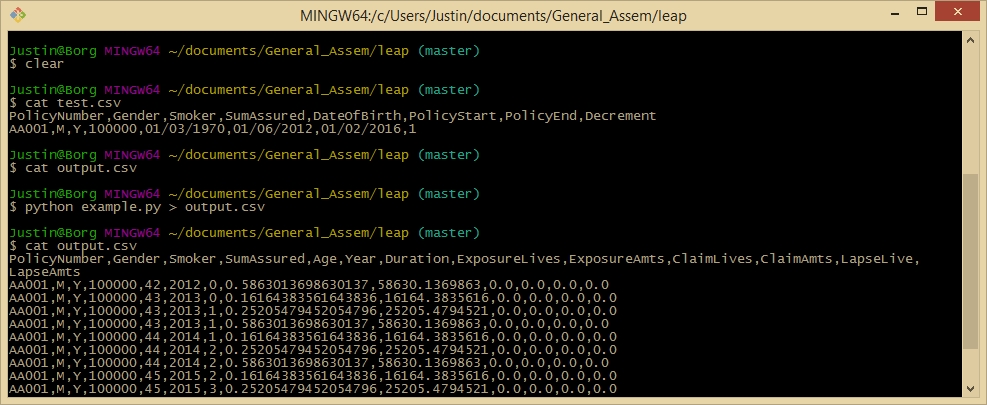 MINGW64:/c/Users/Justin/documents/General_Assem/leap
Justin@Borg MINGW64 ~/documents/General_Assem/leap (master)
$ clear
Justin@Borg MINGW64 ~/documents/General_Assem/leap (master)
$ cat test.csv
PolicyNumber,Gender,Smoker,SumAssured,DateOfBirth,PolicyStart,PolicyEnd,Decrement
AA001,M,Y,100000,01/03/1970,01/06/2012,01/02/2016,1
Justin@Borg MINGW64 ~/documents/General_Assem/leap (master)
$ cat output.csv
Justin@Borg MINGW64 ~/documents/General_Assem/leap (master)
$ python example.py > output.csv
Justin@Borg MINGW64 ~/documents/General_Assem/leap (master)
$ cat output.csv
PolicyNumber,Gender,Smoker,SumAssured,Age,Year,Duration,ExposureLives,ExposureAmts,ClaimLives,ClaimAmts,LapseLive,
LapseAmts
AA001,M,Y,100000,42,2012,0,0.5863013698630137,58630.1369863,0.0,0.0,0.0,0.0
AA001,M,Y,100000,43,2013,0,0.16164383561643836,16164.3835616,0.0,0.0,0.0,0.0
AA001,M,Y,100000,43,2013,1,0.25205479452054796,25205.4794521,0.0,0.0,0.0,0.0
AA001,M,Y,100000,43,2013,1,0.5863013698630137,58630.1369863,0.0,0.0,0.0,0.0
AA001,M,Y,100000,44,2014,1,0.16164383561643836,16164.3835616,0.0,0.0,0.0,0.0
AA001,M,Y,100000,44,2014,2,0.25205479452054796,25205.4794521,0.0,0.0,0.0,0.0
AA001,M,Y,100000,44,2014,2,0.5863013698630137,58630.1369863,0.0,0.0,0.0,0.0
AA001,M,Y,100000,45,2015,2,0.16164383561643836,16164.3835616,0.0,0.0,0.0,0.0
AA001,M,Y,100000,45,2015,3,0.25205479452054796,25205.4794521,0.0,0.0,0.0,0.0